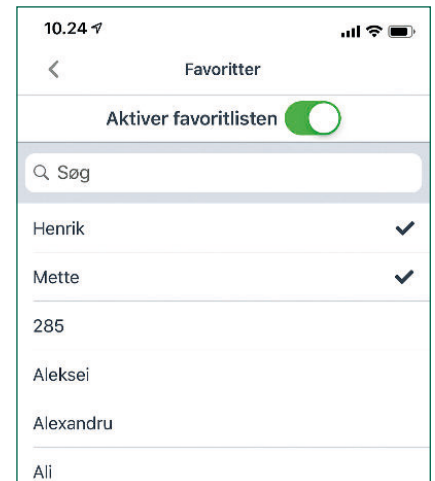 10.24
Favoritter
Aktiver favoritlisten
Søg
Henrik
Mette
285
Aleksei
Alexandru
Ali